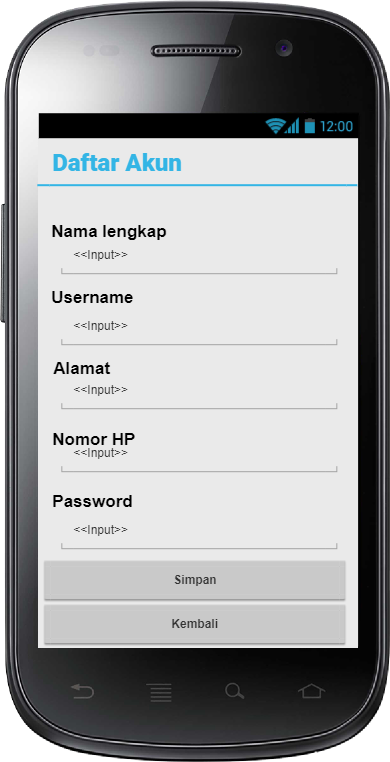 12:00
Daftar Akun
Nama lengkap
<<Input>>
Username
<<Input>>
Alamat
<<Input>>
Nomor HP
<<Input>>
Password
<<Input>>
Simpan
Kembali